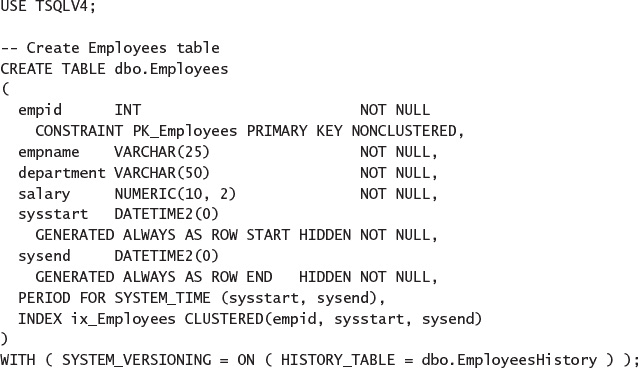 USE TSQLV4;
-- Create Employees table
CREATE TABLE dbo.Employees
(
  empid      INT                         NOT NULL
    CONSTRAINT PK_Employees PRIMARY KEY NONCLUSTERED,
  empname    VARCHAR(25)                 NOT NULL,
  department VARCHAR(50)                 NOT NULL,
  salary     NUMERIC(10, 2)              NOT NULL,
  sysstart   DATETIME2(0)
    GENERATED ALWAYS AS ROW START HIDDEN NOT NULL,
  sysend     DATETIME2(0)
    GENERATED ALWAYS AS ROW END   HIDDEN NOT NULL,
  PERIOD FOR SYSTEM_TIME (sysstart, sysend),
  INDEX ix_Employees CLUSTERED(empid, sysstart, sysend)
)
WITH ( SYSTEM_VERSIONING = ON ( HISTORY_TABLE = dbo.EmployeesHistory ) );